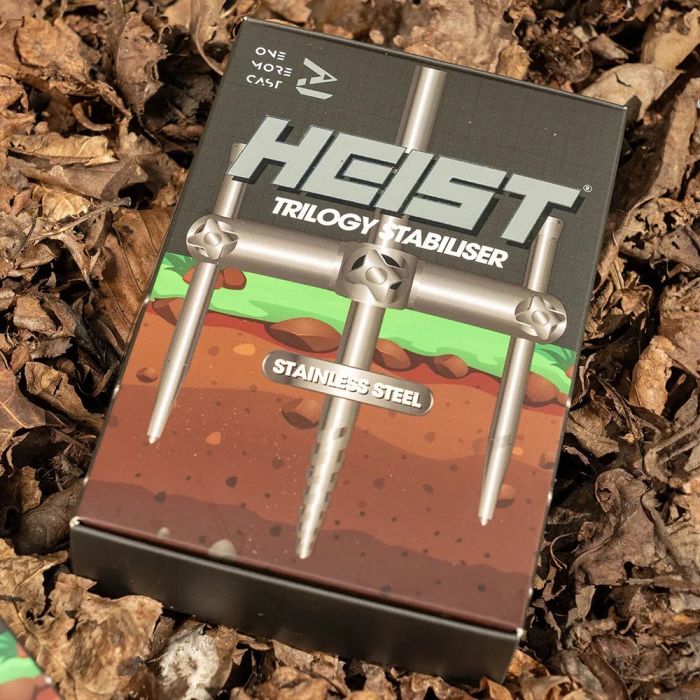 ONE
MORE
CAST
HEIST®
TRILOGY STABILISER
STAINLESS STEEL